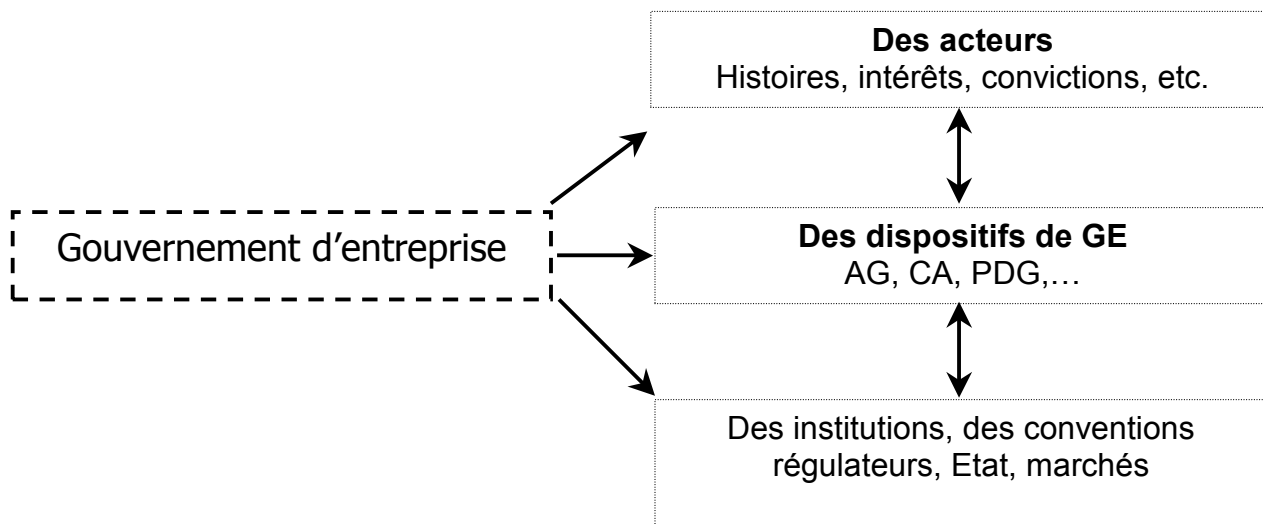 Des acteurs
Histoires, intérêts, convictions, etc.
Gouvernement d’entreprise
Des dispositifs de GE
AG, CA, PDG,…
Des institutions, des conventions
régulateurs, Etat, marchés